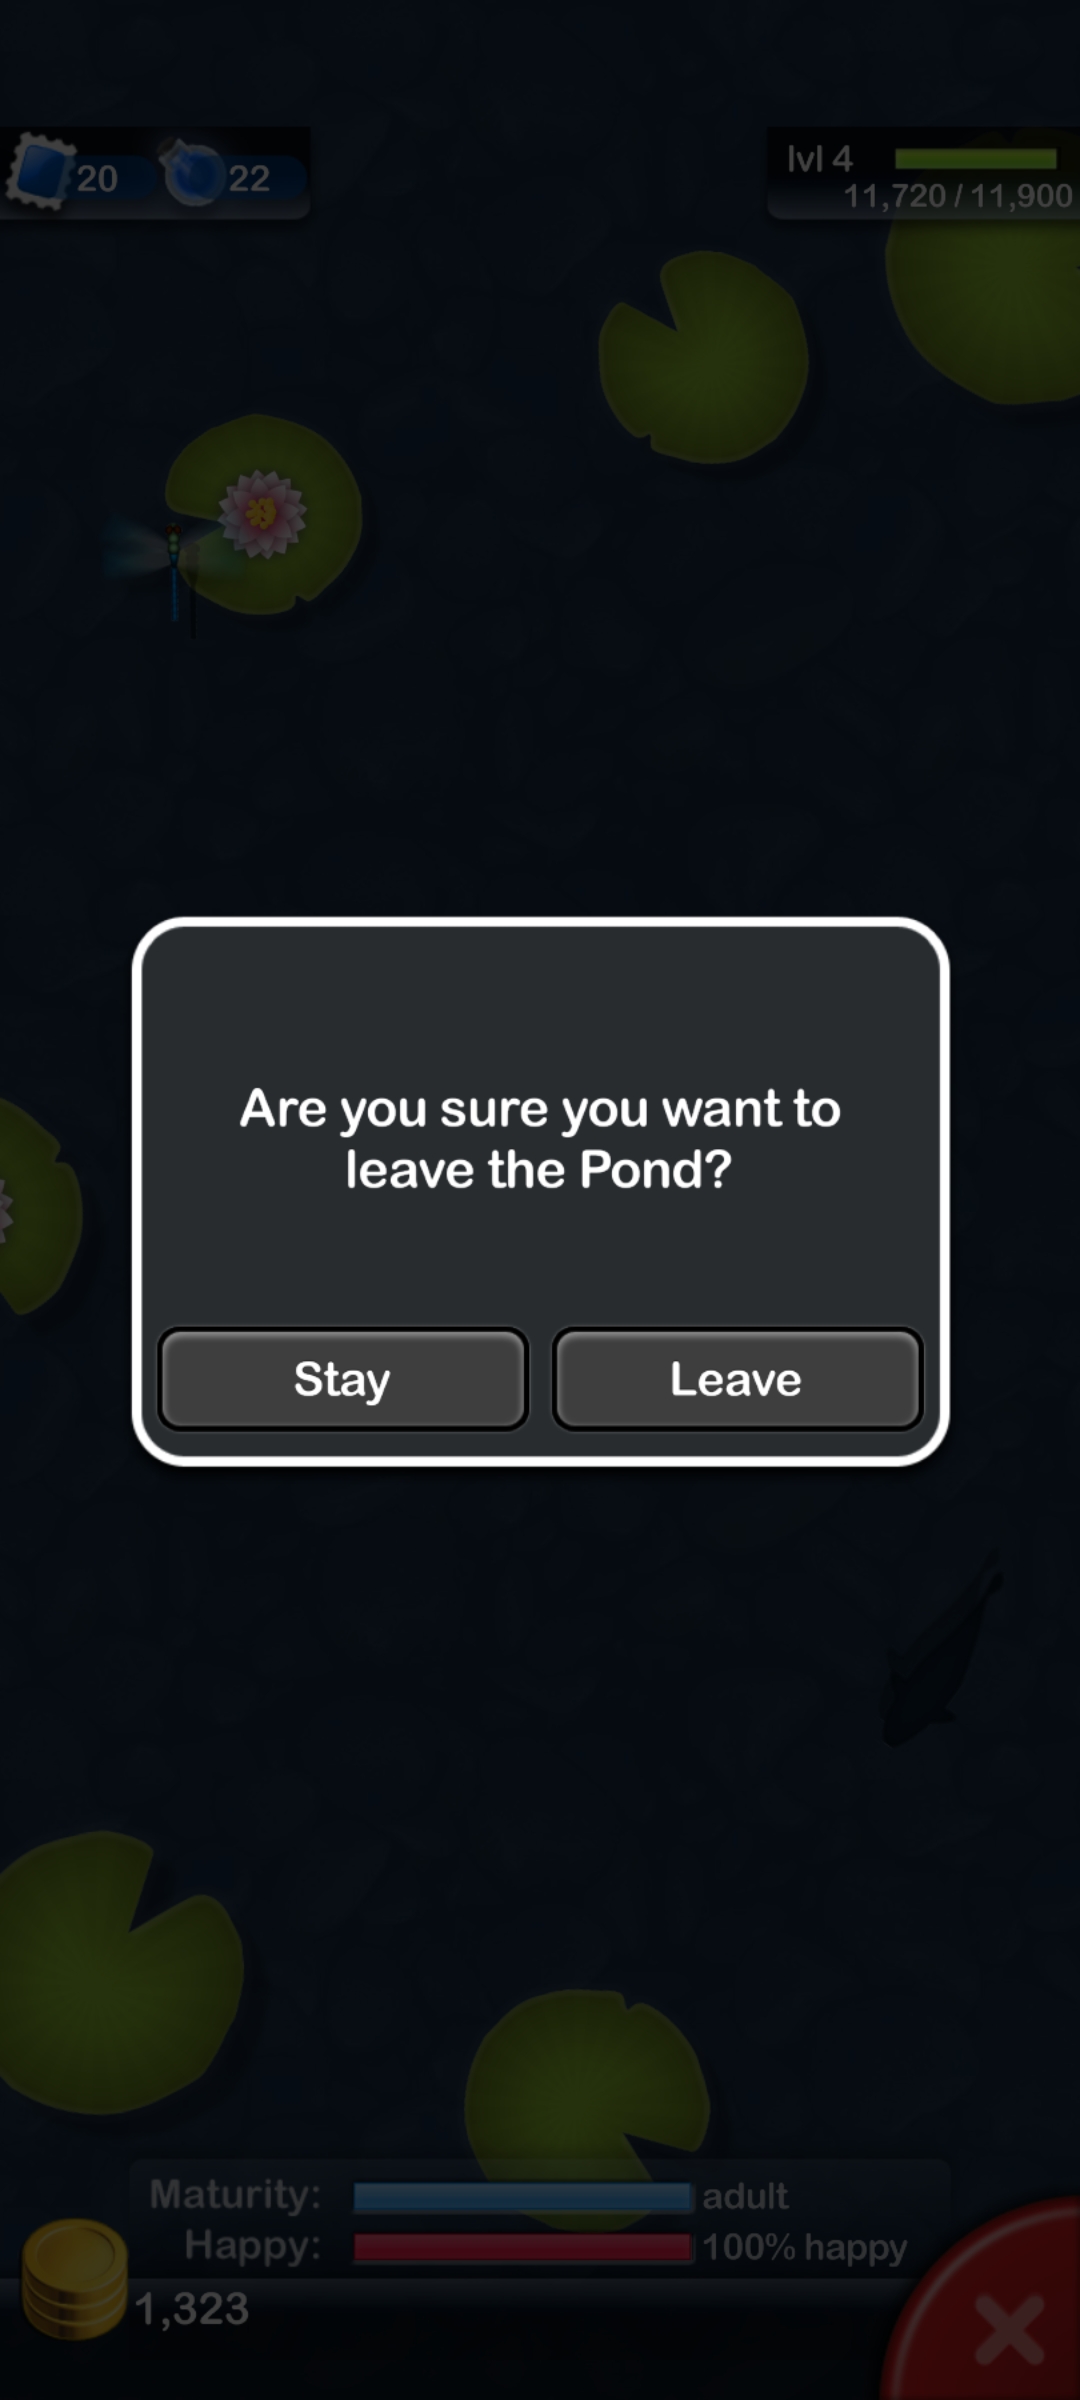 20 22
lvl 4
11,720 / 11,900
Are you sure you want to
leave the Pond?
Stay Leave
Maturity: adult
Happy: 100% happy
1,323